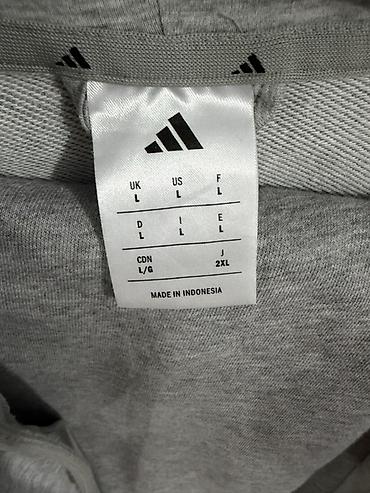 UK US F
L L L
D I E
L L L
CDN J
L/G 2XL
MADE IN INDONESIA